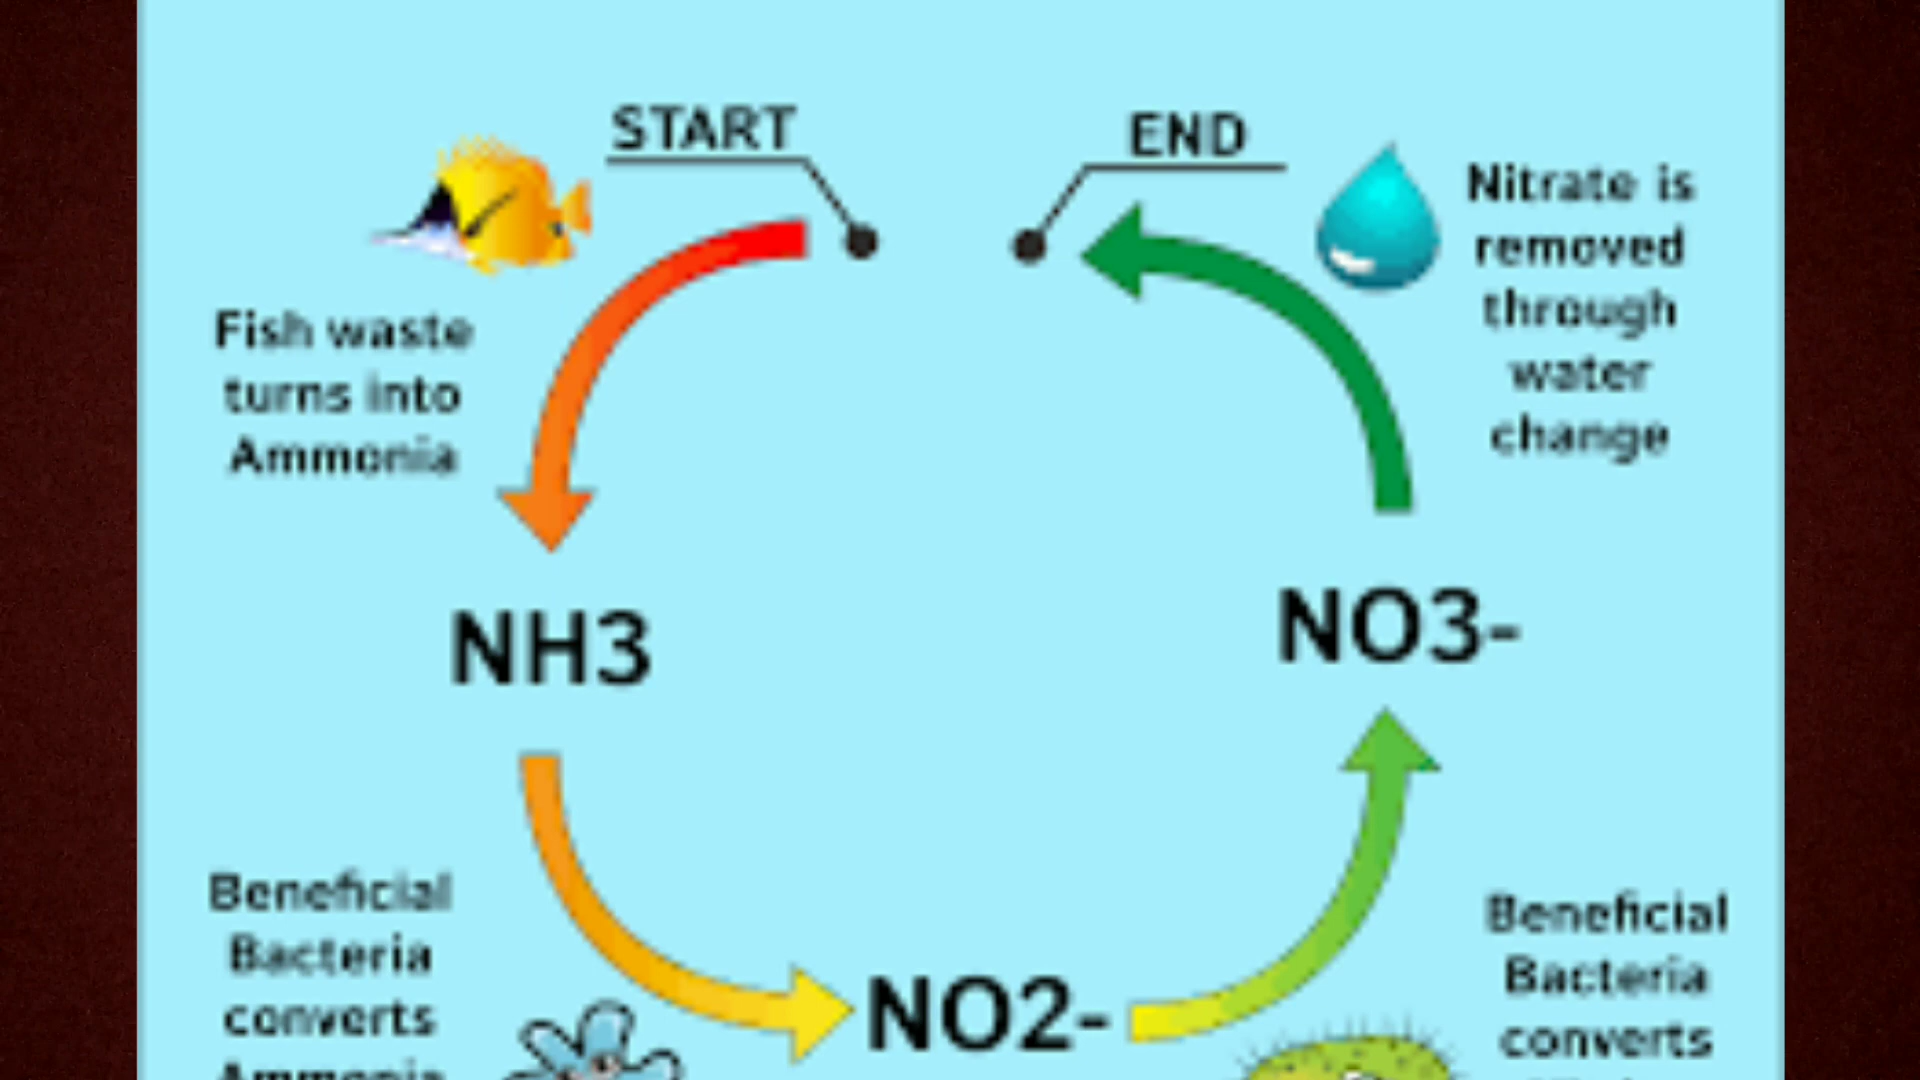 START
END
Fish waste
turns into
Ammonia
Nitrate is
removed
through
water
change
NH3
NO3-
Beneficial
Bacteria
converts
Ammonia
NO2-
Beneficial
Bacteria
converts